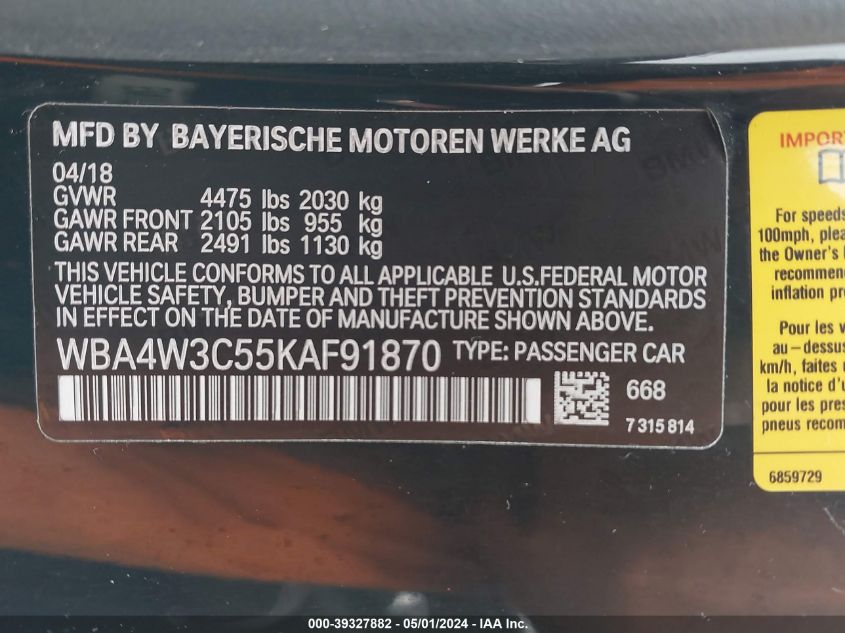 MFD BY BAYERISCHE MOTOREN WERKE AG
04/18
GVWR 4475 lbs 2030 kg
GAWR FRONT 2105 lbs 955 kg
GAWR REAR 2491 lbs 1130 kg
THIS VEHICLE CONFORMS TO ALL APPLICABLE U.S.FEDERAL MOTOR
VEHICLE SAFETY, BUMPER AND THEFT PREVENTION STANDARDS
IN EFFECT ON THE DATE OF MANUFACTURE SHOWN ABOVE.
WBA4W3C55KAF91870 TYPE: PASSENGER CAR
668
7 315 814
IMPOR
For speeds
100mph, plea
the Owner's
recommen
inflation pr
Pour les v
au-dessus
km/h, faites
la notice d'u
pour les pres
pneus recom
6859729
000-39327882 - 05/01/2024 - IAA Inc.